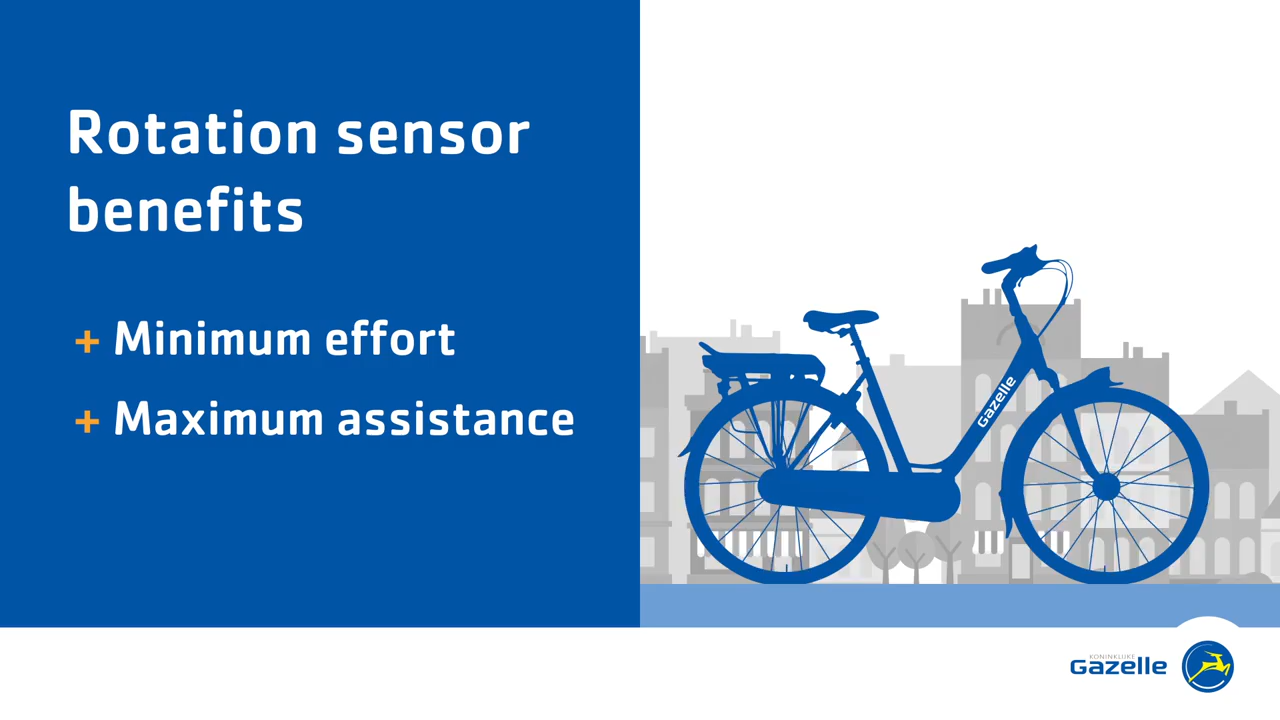 Rotation sensor
benefits
+ Minimum effort
+ Maximum assistance
Gazelle
KONINKLIJKE
Gazelle